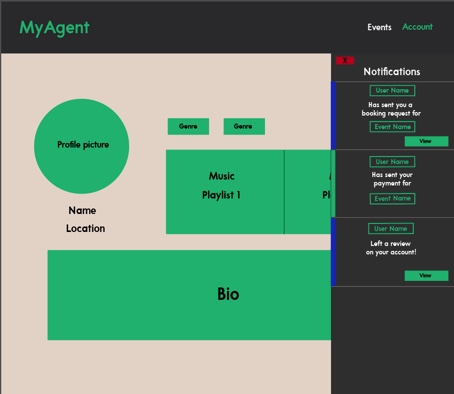 MyAgent
Events Account
X
Notifications
User Name
Has sent you a
booking request for
Event Name
View
User Name
Has sent your
payment for
Event Name
User Name
Left a review
on your account!
View
Genre Genre
Profile picture
Music
Playlist 1
Name
Location
Bio